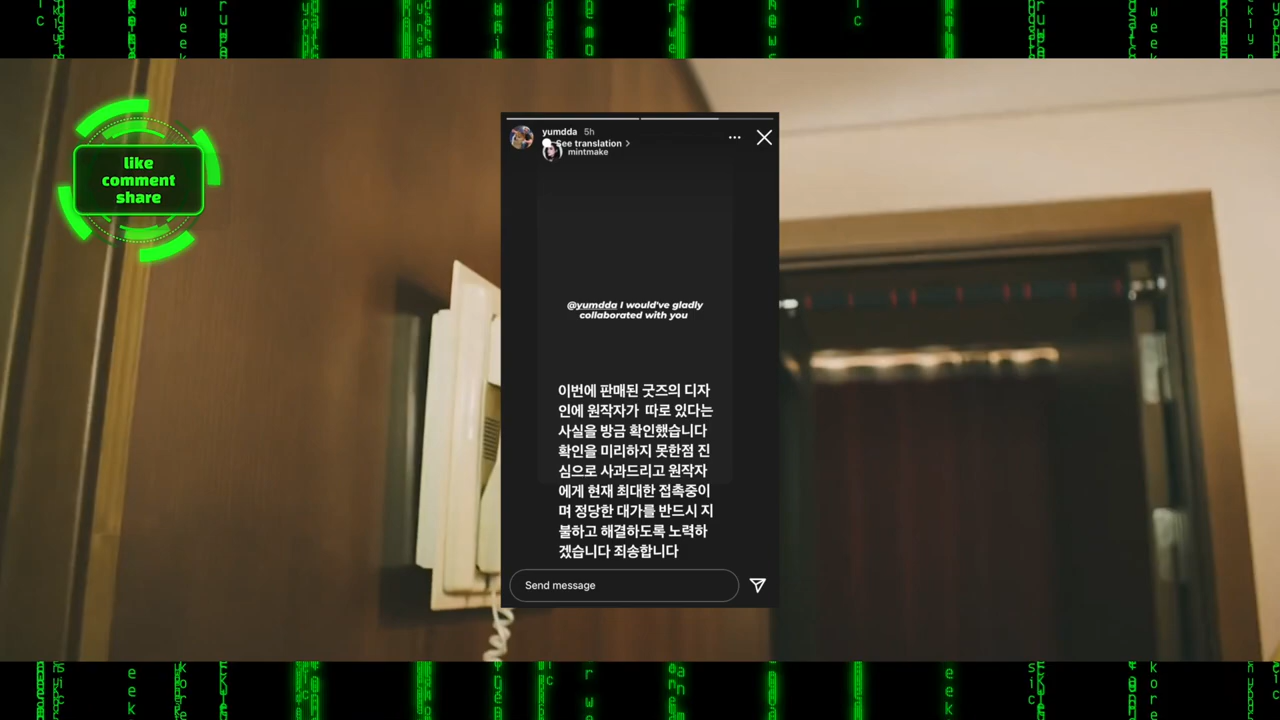 like
comment
share
yumdda 5h
See translation
mintmake
@yumdda I would've gladly
collaborated with you
이번에 판매된 굿즈의 디자
인에 원작자가 따로 있다는
사실을 방금 확인했습니다
확인을 미리하지 못한점 진
심으로 사과드리고 원작자
에게 현재 최대한 접촉중이
며 정당한 대가를 반드시 지
불하고 해결하도록 노력하
겠습니다 죄송합니다
Send message